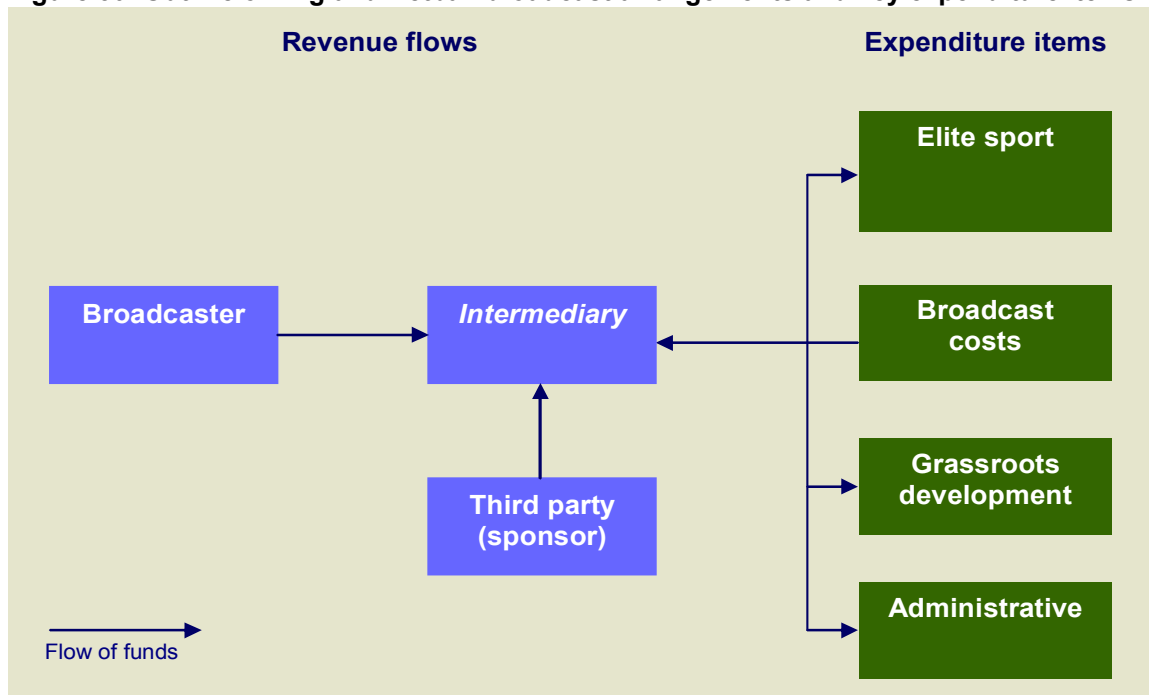 Revenue flows
Expenditure items
Elite sport
Broadcaster
Intermediary
Broadcast
costs
Third party
(sponsor)
Grassroots
development
Administrative
Flow of funds